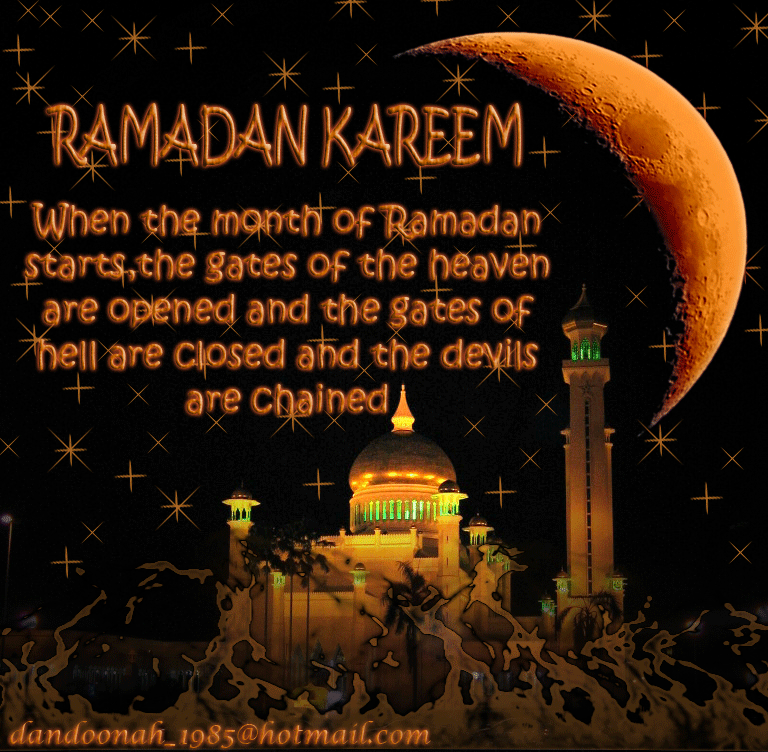 RAMADAN KAREEM
When the month of Ramadan
starts,the gates of the heaven
are opened and the gates of
hell are closed and the devils
are chained
dandoonah_1985@hotmail.com